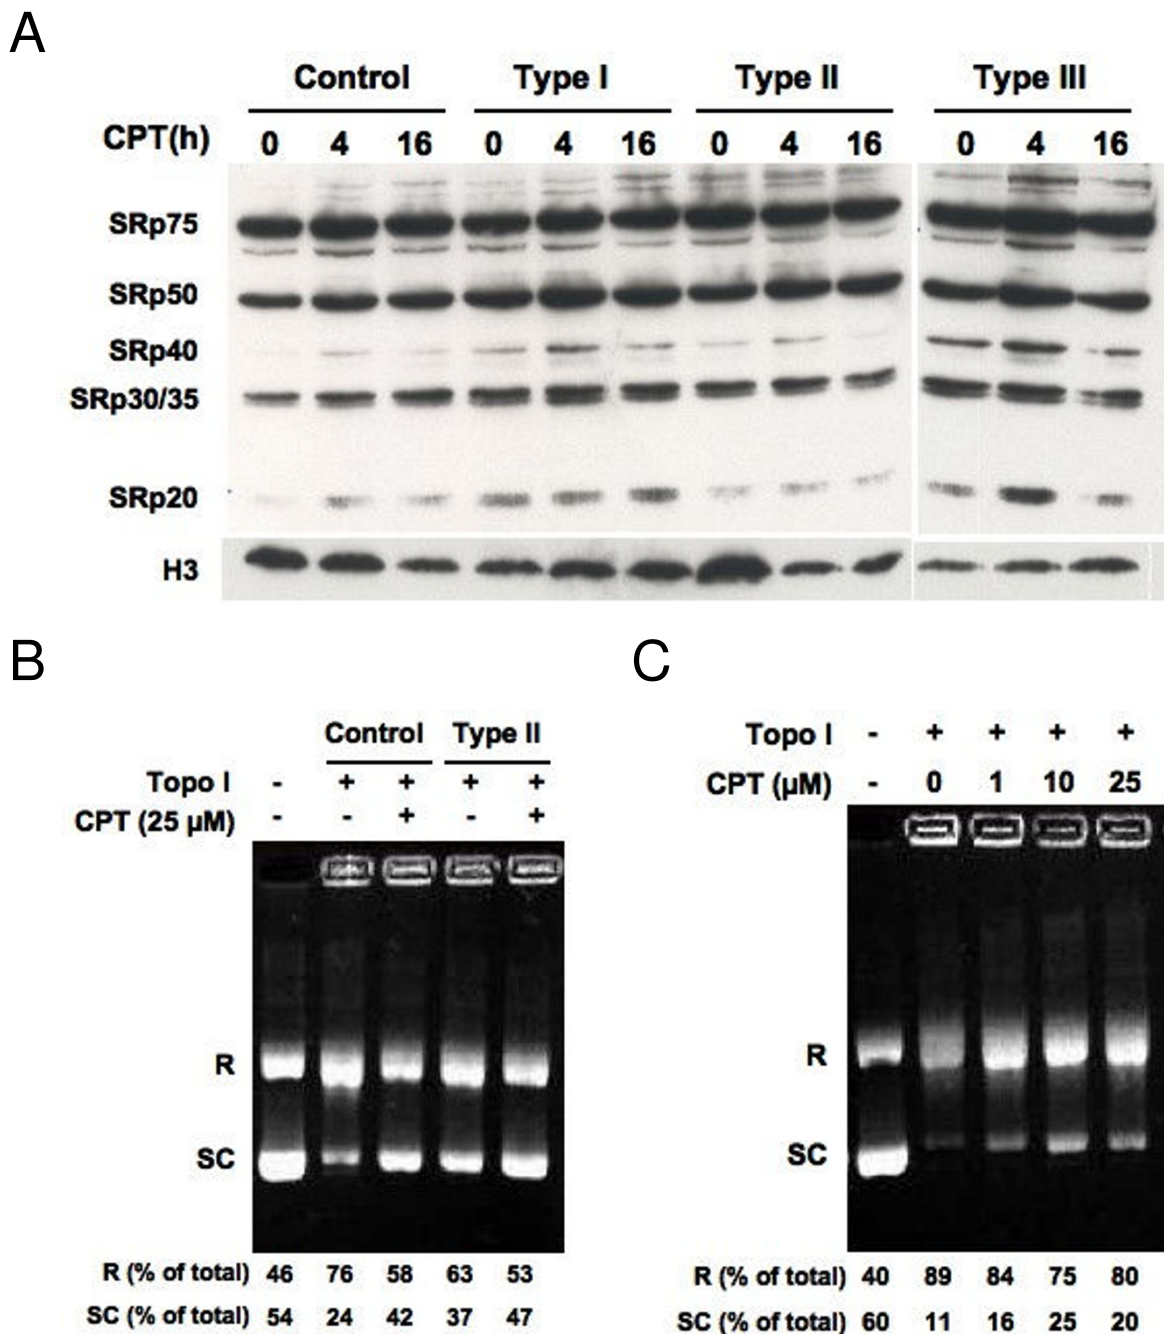 A
Control Type I Type II Type III
CPT(h) 0 4 16 0 4 16 0 4 16 0 4 16
SRp75
SRp50
SRp40
SRp30/35
SRp20
H3
B
Control Type II
Topo I - + + + +
CPT (25 µM) - - + - +
R
SC
R (% of total) 46 76 58 63 53
SC (% of total) 54 24 42 37 47
C
Topo I - + + + +
CPT (µM) - 0 1 10 25
R
SC
R (% of total) 40 89 84 75 80
SC (% of total) 60 11 16 25 20